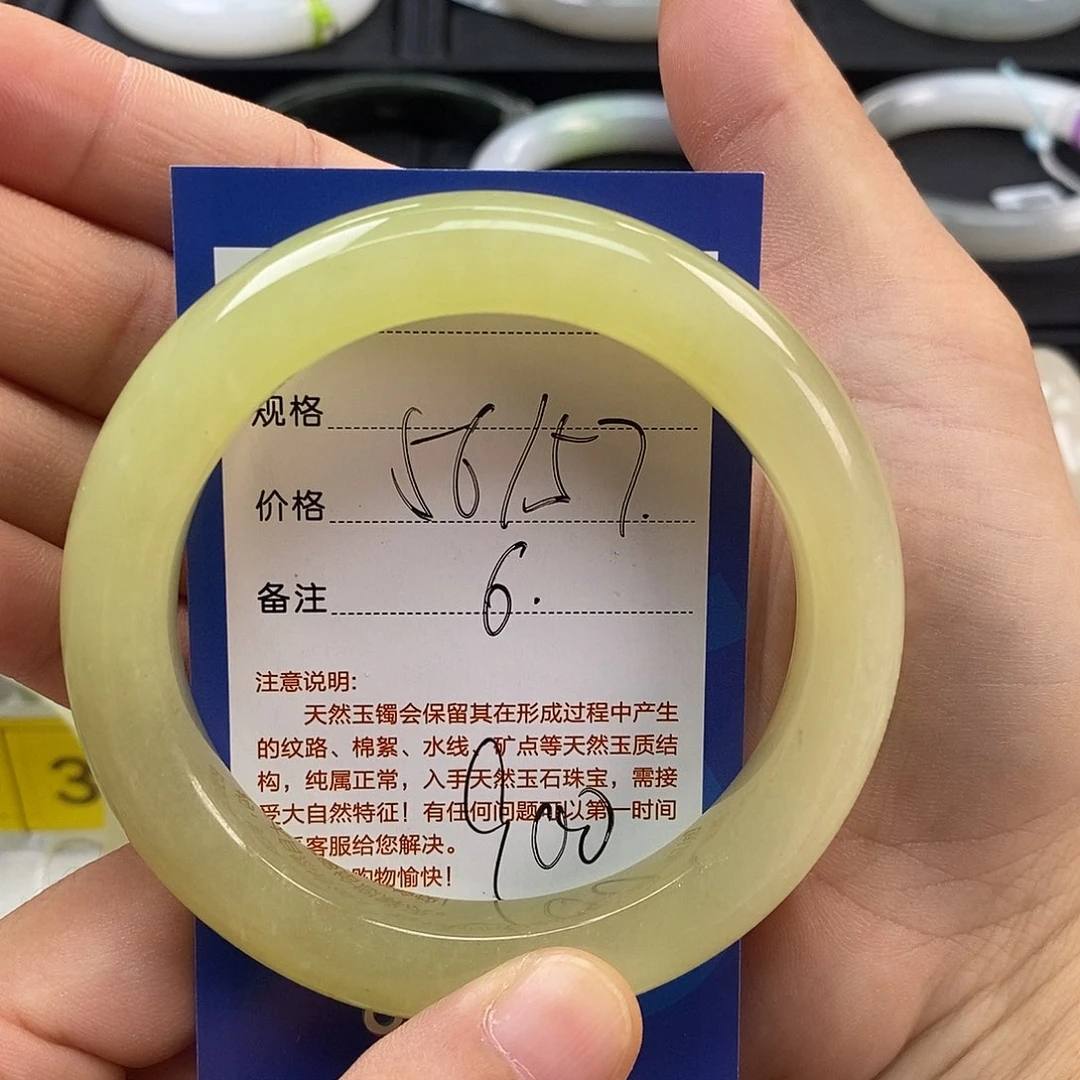 规格
56/57.
价格
备注 6.
注意说明:
天然玉镯会保留其在形成过程中产生
的纹路、棉絮、水线、矿点等天然玉质结
构，纯属正常，入手天然玉石珠宝，需接
受大自然特征！有任何问题可以第一时间
客服给您解决。
购物愉快！
900
3